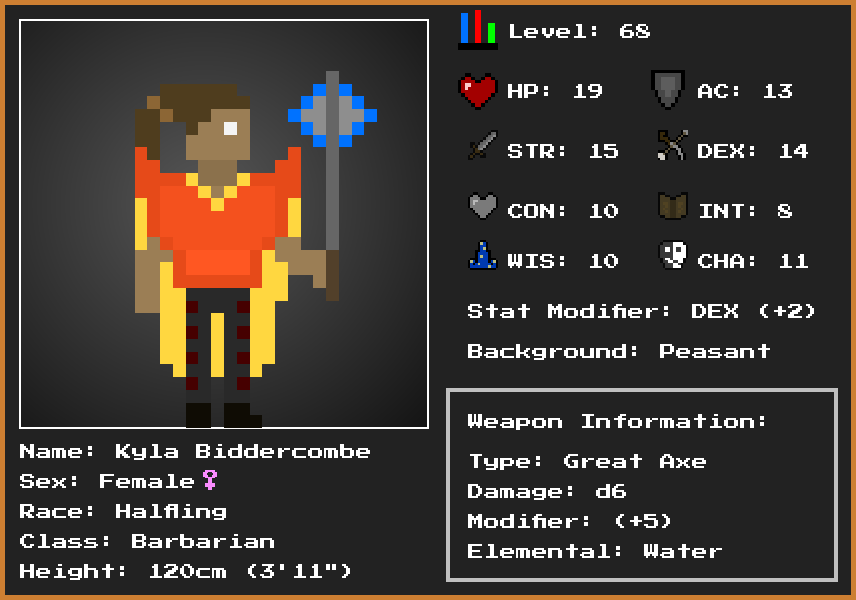 Level: 68
HP: 19 AC: 13
STR: 15 DEX: 14
CON: 10 INT: 8
WIS: 10 CHA: 11
Stat Modifier: DEX (+2)
Background: Peasant
Name: Kyla Biddercombe
Sex: Female♀
Race: Halfling
Class: Barbarian
Height: 120cm (3'11")
Weapon Information:
Type: Great Axe
Damage: d6
Modifier: (+5)
Elemental: Water